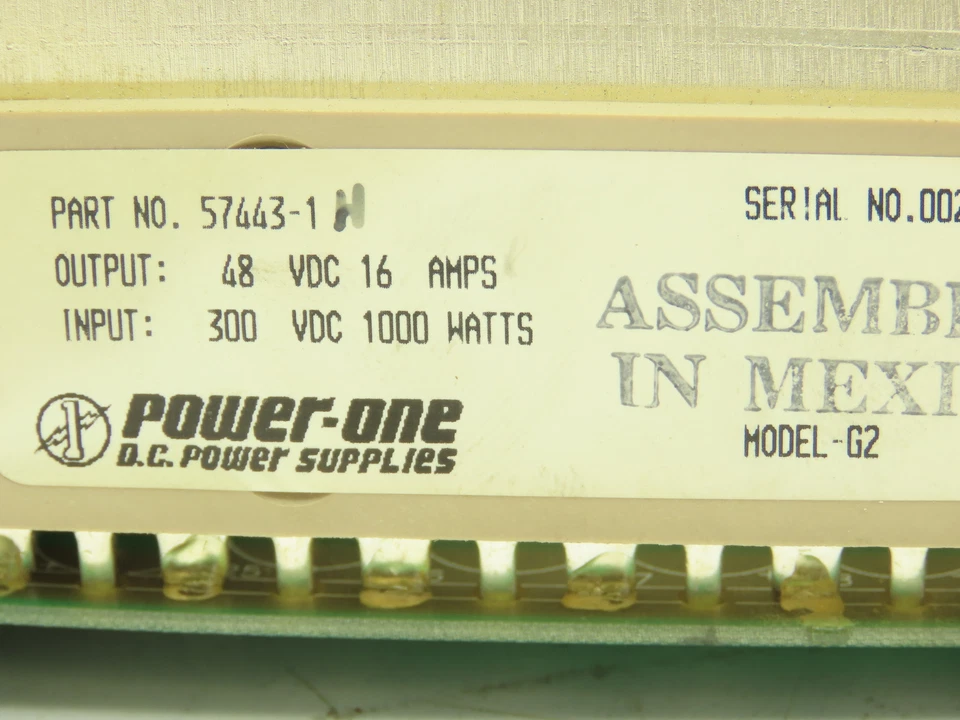 PART NO. 57443-1 H
OUTPUT: 48 VDC 16 AMPS
INPUT: 300 VDC 1000 WATTS
POWER-ONE
D.C. POWER SUPPLIES
SERIAL NO.002
ASSEMBL
IN MEXI
MODEL-G2